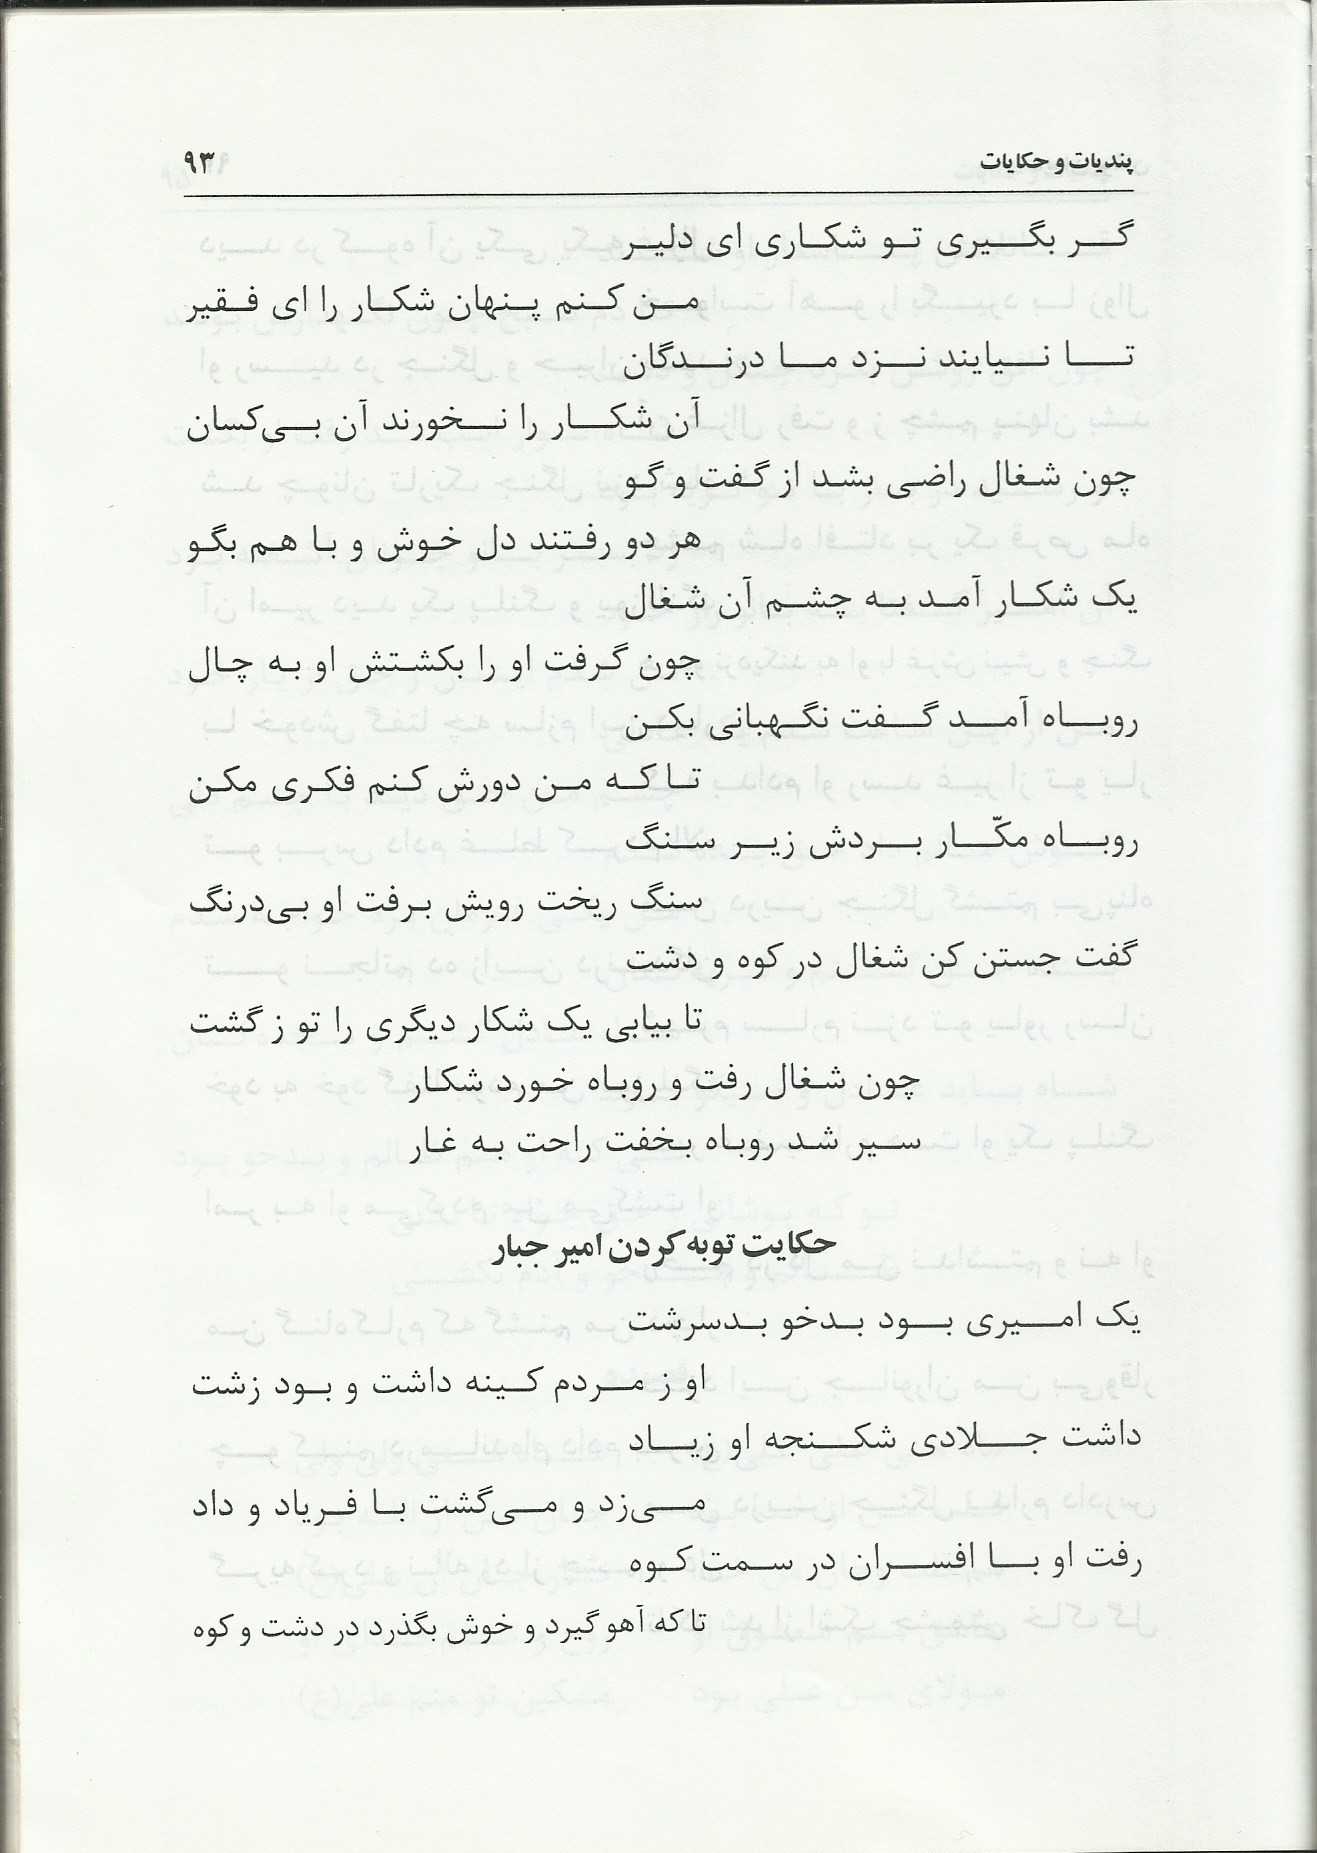 پندیات و حکایات ۹۳
گر بگیری تو شکاری ای دلیر
من کنم پنهان شکار را ای فقیر
تا نیایند نزد ما درندگان
آن شکار را نخورند آن بی‌کسان
چون شغال راضی بشد از گفت و گو
هر دو رفتند دل خوش و با هم بگو
یک شکار آمد به چشم آن شغال
چون گرفت او را بکشتش او به چال
روباه آمد گفت نگهبانی بکن
تا که من دورش کنم فکری مکن
روباه مکّار بردش زیر سنگ
سنگ ریخت رویش برفت او بی‌درنگ
گفت جستن کن شغال در کوه و دشت
تا بیابی یک شکار دیگری را تو ز گشت
چون شغال رفت و روباه خورد شکار
سیر شد روباه بخفت راحت به غار
حکایت توبه کردن امیر جبار
یک امیری بود بدخو بدسرشت
او ز مردم کینه داشت و بود زشت
داشت جلادی شکنجه او زیاد
می‌زد و می‌گشت با فریاد و داد
رفت او با افسران در سمت کوه
تا که آهو گیرد و خوش بگذرد در دشت و کوه